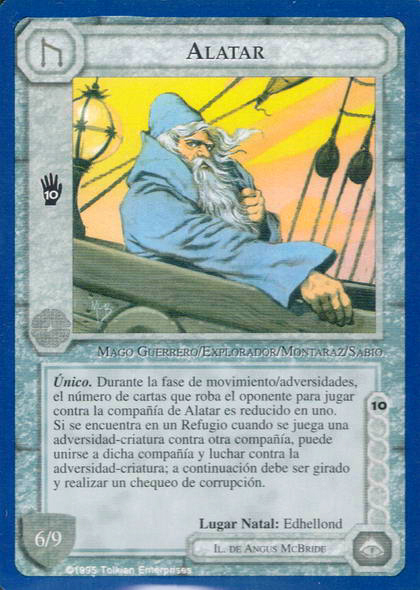 ALATAR
10
MAGO GUERRERO/EXPLORADOR/MONTARAZ/SABIO
Único. Durante la fase de movimiento/adversidades,
el número de cartas que roba el oponente para jugar
contra la compañía de Alatar es reducido en uno.
Si se encuentra en un Refugio cuando se juega una
adversidad-criatura contra otra compañía, puede
unirse a dicha compañía y luchar contra la
adversidad-criatura; a continuación debe ser girado
y realizar un chequeo de corrupción.
10
Lugar Natal: Edhellond
6/9
IL. DE ANGUS MCBRIDE
©1995 Tolkien Enterprises